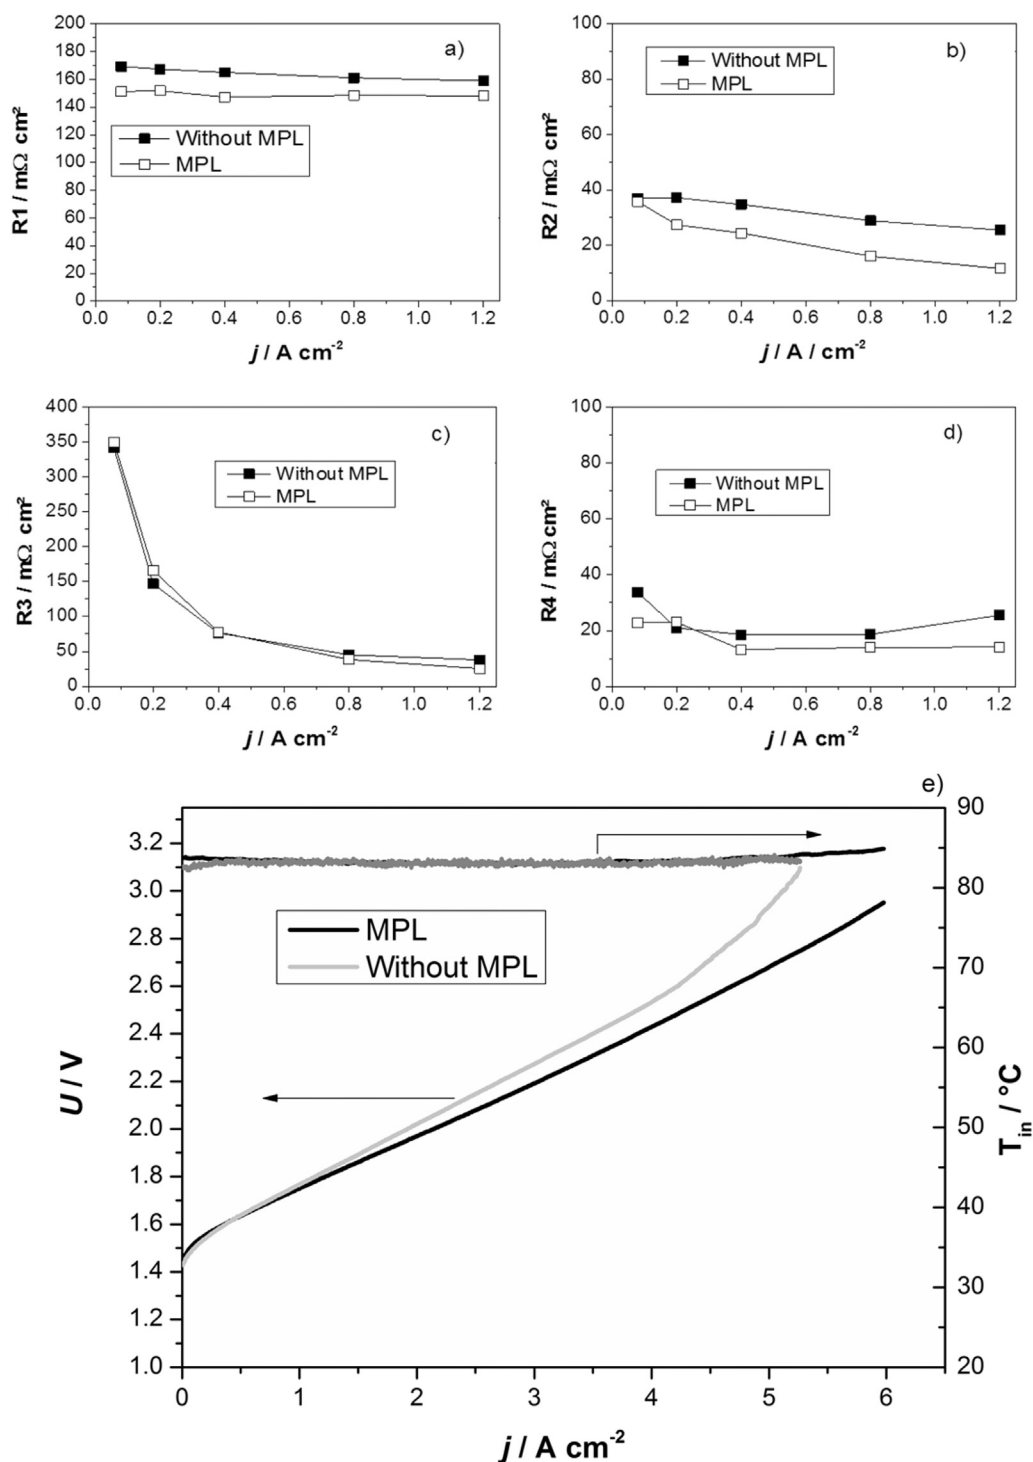 a)
200
180
160
140
120
100
80
60
40
20
0
R1 / mΩ cm²
Without MPL
MPL
0.0 0.2 0.4 0.6 0.8 1.0 1.2
j / A cm-2
b)
100
80
60
40
20
0
R2 / mΩ cm²
Without MPL
MPL
0.0 0.2 0.4 0.6 0.8 1.0 1.2
j / A / cm-2
c)
400
350
300
250
200
150
100
50
0
R3 / mΩ cm²
Without MPL
MPL
0.0 0.2 0.4 0.6 0.8 1.0 1.2
j / A cm-2
d)
100
80
60
40
20
0
R4 / mΩ cm²
Without MPL
MPL
0.0 0.2 0.4 0.6 0.8 1.0 1.2
j / A cm-2
e)
3.2
3.0
2.8
2.6
2.4
2.2
2.0
1.8
1.6
1.4
1.2
1.0
U / V
MPL
Without MPL
90
80
70
60
50
40
30
20
Tin / °C
0 1 2 3 4 5 6
j / A cm-2